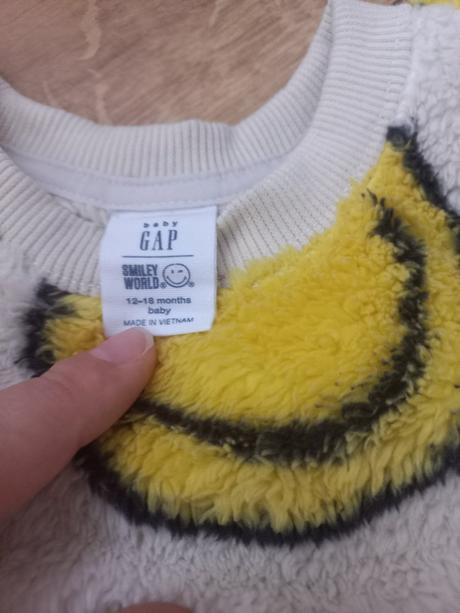 baby
GAP
SMILEY
WORLD®
®
12-18 months
baby
MADE IN VIETNAM